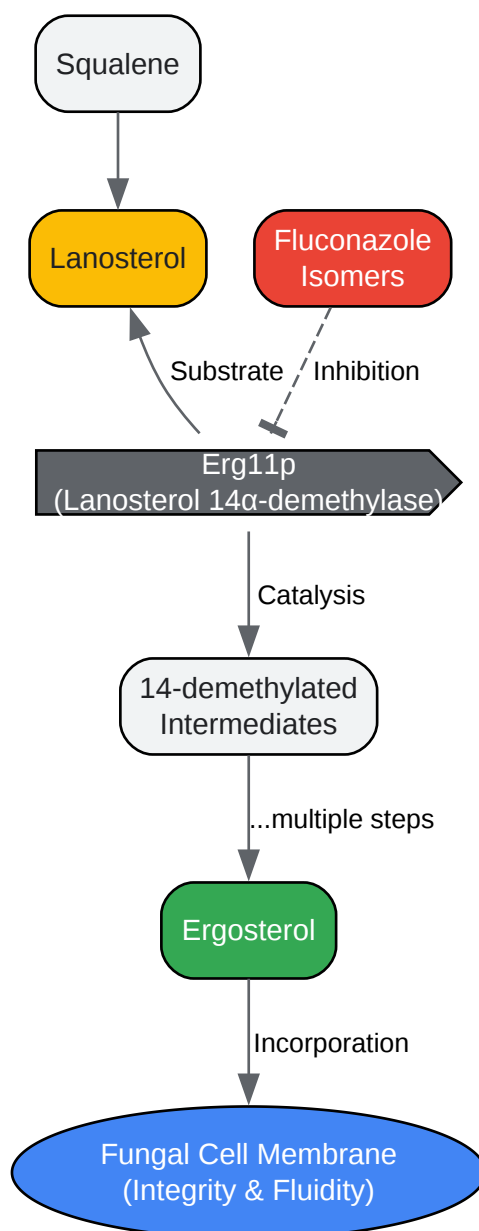 Squalene
Lanosterol
Fluconazole
Isomers
Substrate
Inhibition
Erg11p
(Lanosterol 14α-demethylase)
Catalysis
14-demethylated
Intermediates
...multiple steps
Ergosterol
Incorporation
Fungal Cell Membrane
(Integrity & Fluidity)